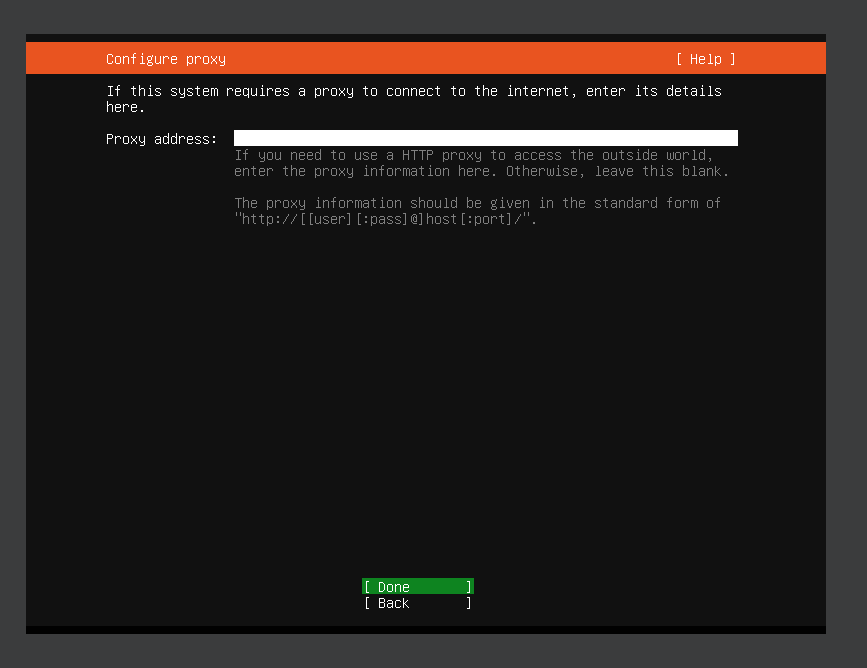 Configure proxy [ Help ]
If this system requires a proxy to connect to the internet, enter its details
here.
Proxy address:
If you need to use a HTTP proxy to access the outside world,
enter the proxy information here. Otherwise, leave this blank.
The proxy information should be given in the standard form of
"http://[[user][:pass]@]host[:port]/".
[ Done ]
[ Back ]